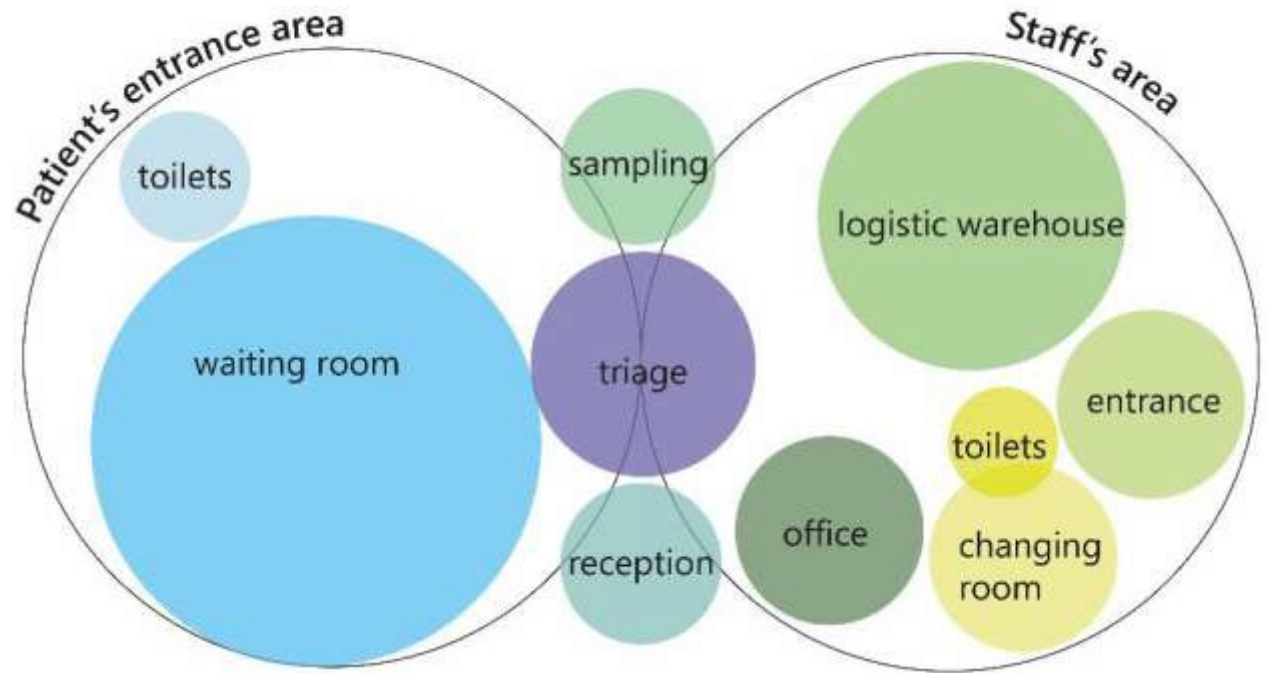 Patient's entrance area
Staff's area
toilets
sampling
logistic warehouse
waiting room
triage
entrance
toilets
office
reception
changing
room